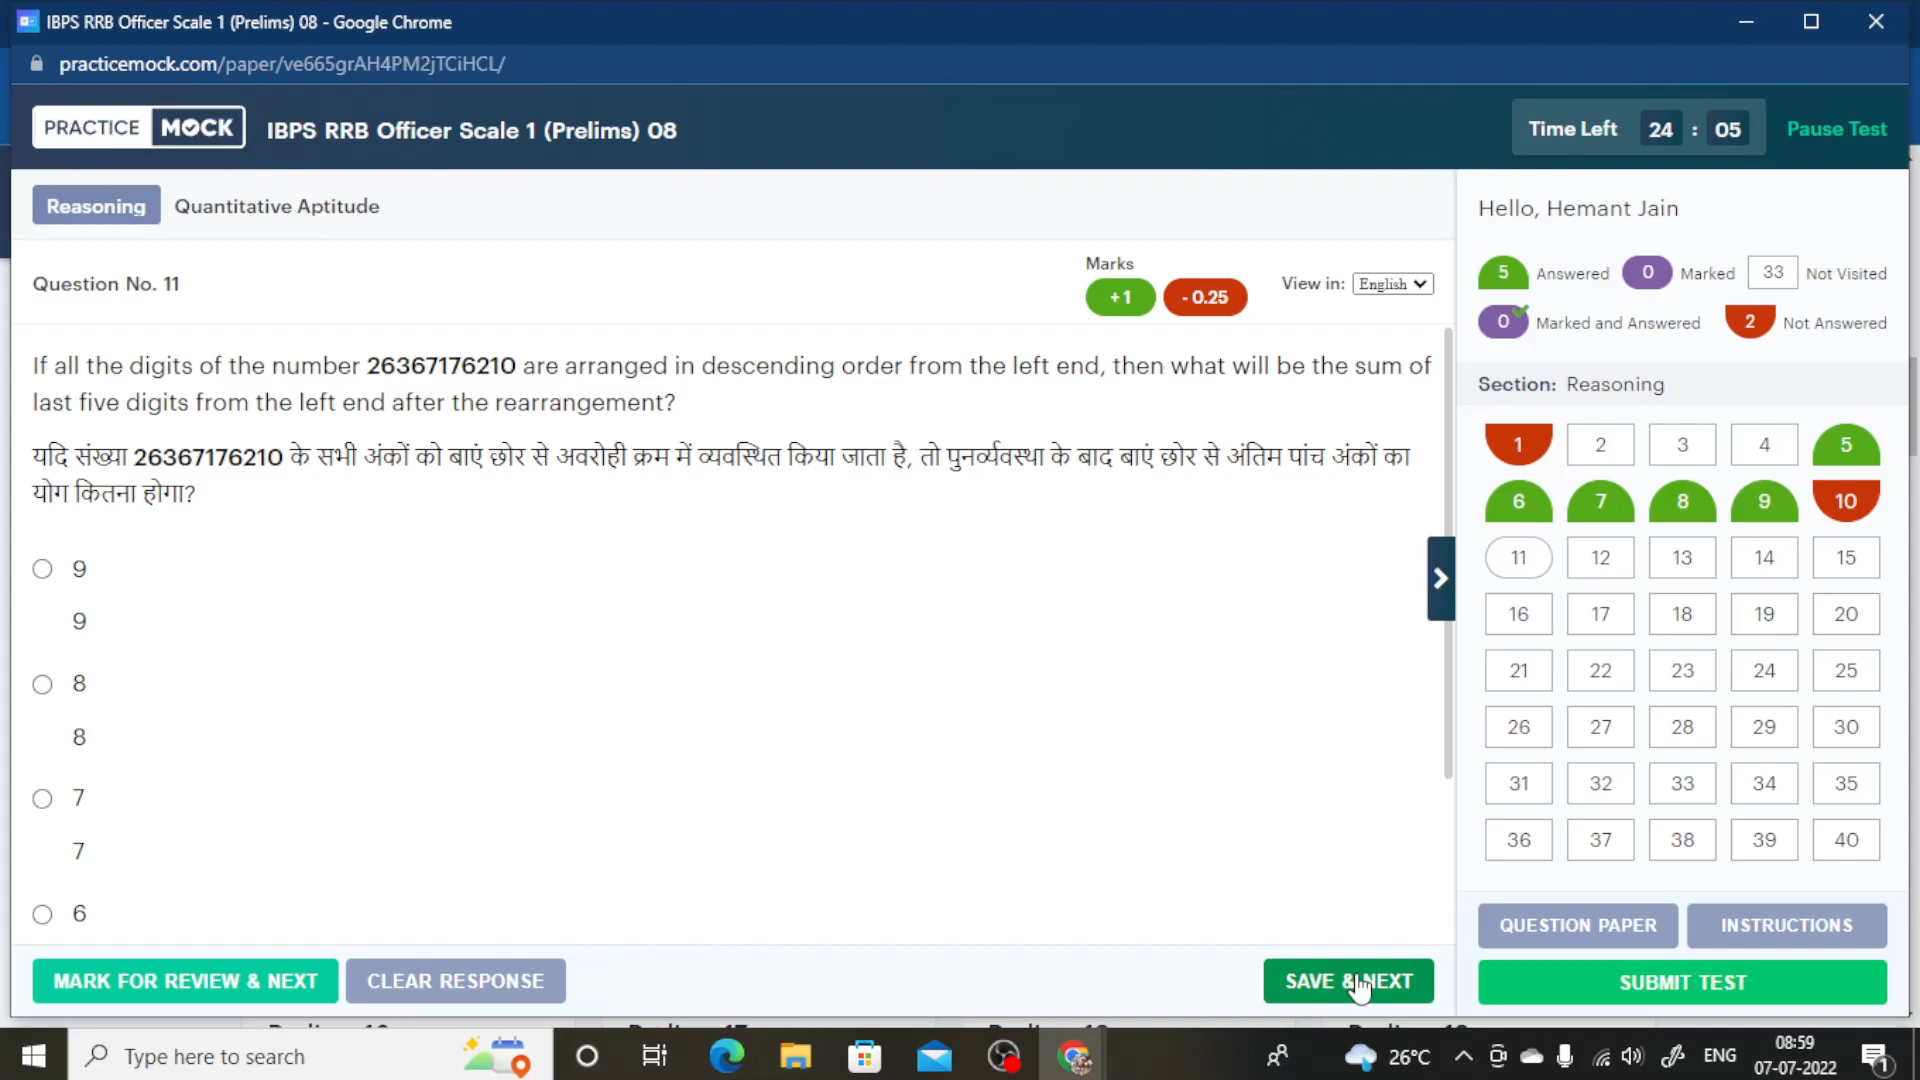 IBPS RRB Officer Scale 1 (Prelims) 08 - Google Chrome
practicemock.com/paper/ve665grAH4PM2jTCiHCL/
PRACTICE MOCK IBPS RRB Officer Scale 1 (Prelims) 08 Time Left 24 : 05 Pause Test
Reasoning Quantitative Aptitude
Hello, Hemant Jain
Question No. 11
Marks
+1 - 0.25
View in: English
5 Answered 0 Marked 33 Not Visited
0 Marked and Answered 2 Not Answered
Section: Reasoning
If all the digits of the number 26367176210 are arranged in descending order from the left end, then what will be the sum of
last five digits from the left end after the rearrangement?
यदि संख्या 26367176210 के सभी अंकों को बाएं छोर से अवरोही क्रम में व्यवस्थित किया जाता है, तो पुनर्व्यवस्था के बाद बाएं छोर से अंतिम पांच अंकों का
योग कितना होगा?
9
9
8
8
7
7
6
1 2 3 4 5
6 7 8 9 10
11 12 13 14 15
16 17 18 19 20
21 22 23 24 25
26 27 28 29 30
31 32 33 34 35
36 37 38 39 40
QUESTION PAPER INSTRUCTIONS
MARK FOR REVIEW & NEXT CLEAR RESPONSE SAVE & NEXT SUBMIT TEST
Type here to search
26°C
ENG
08:59
07-07-2022
1